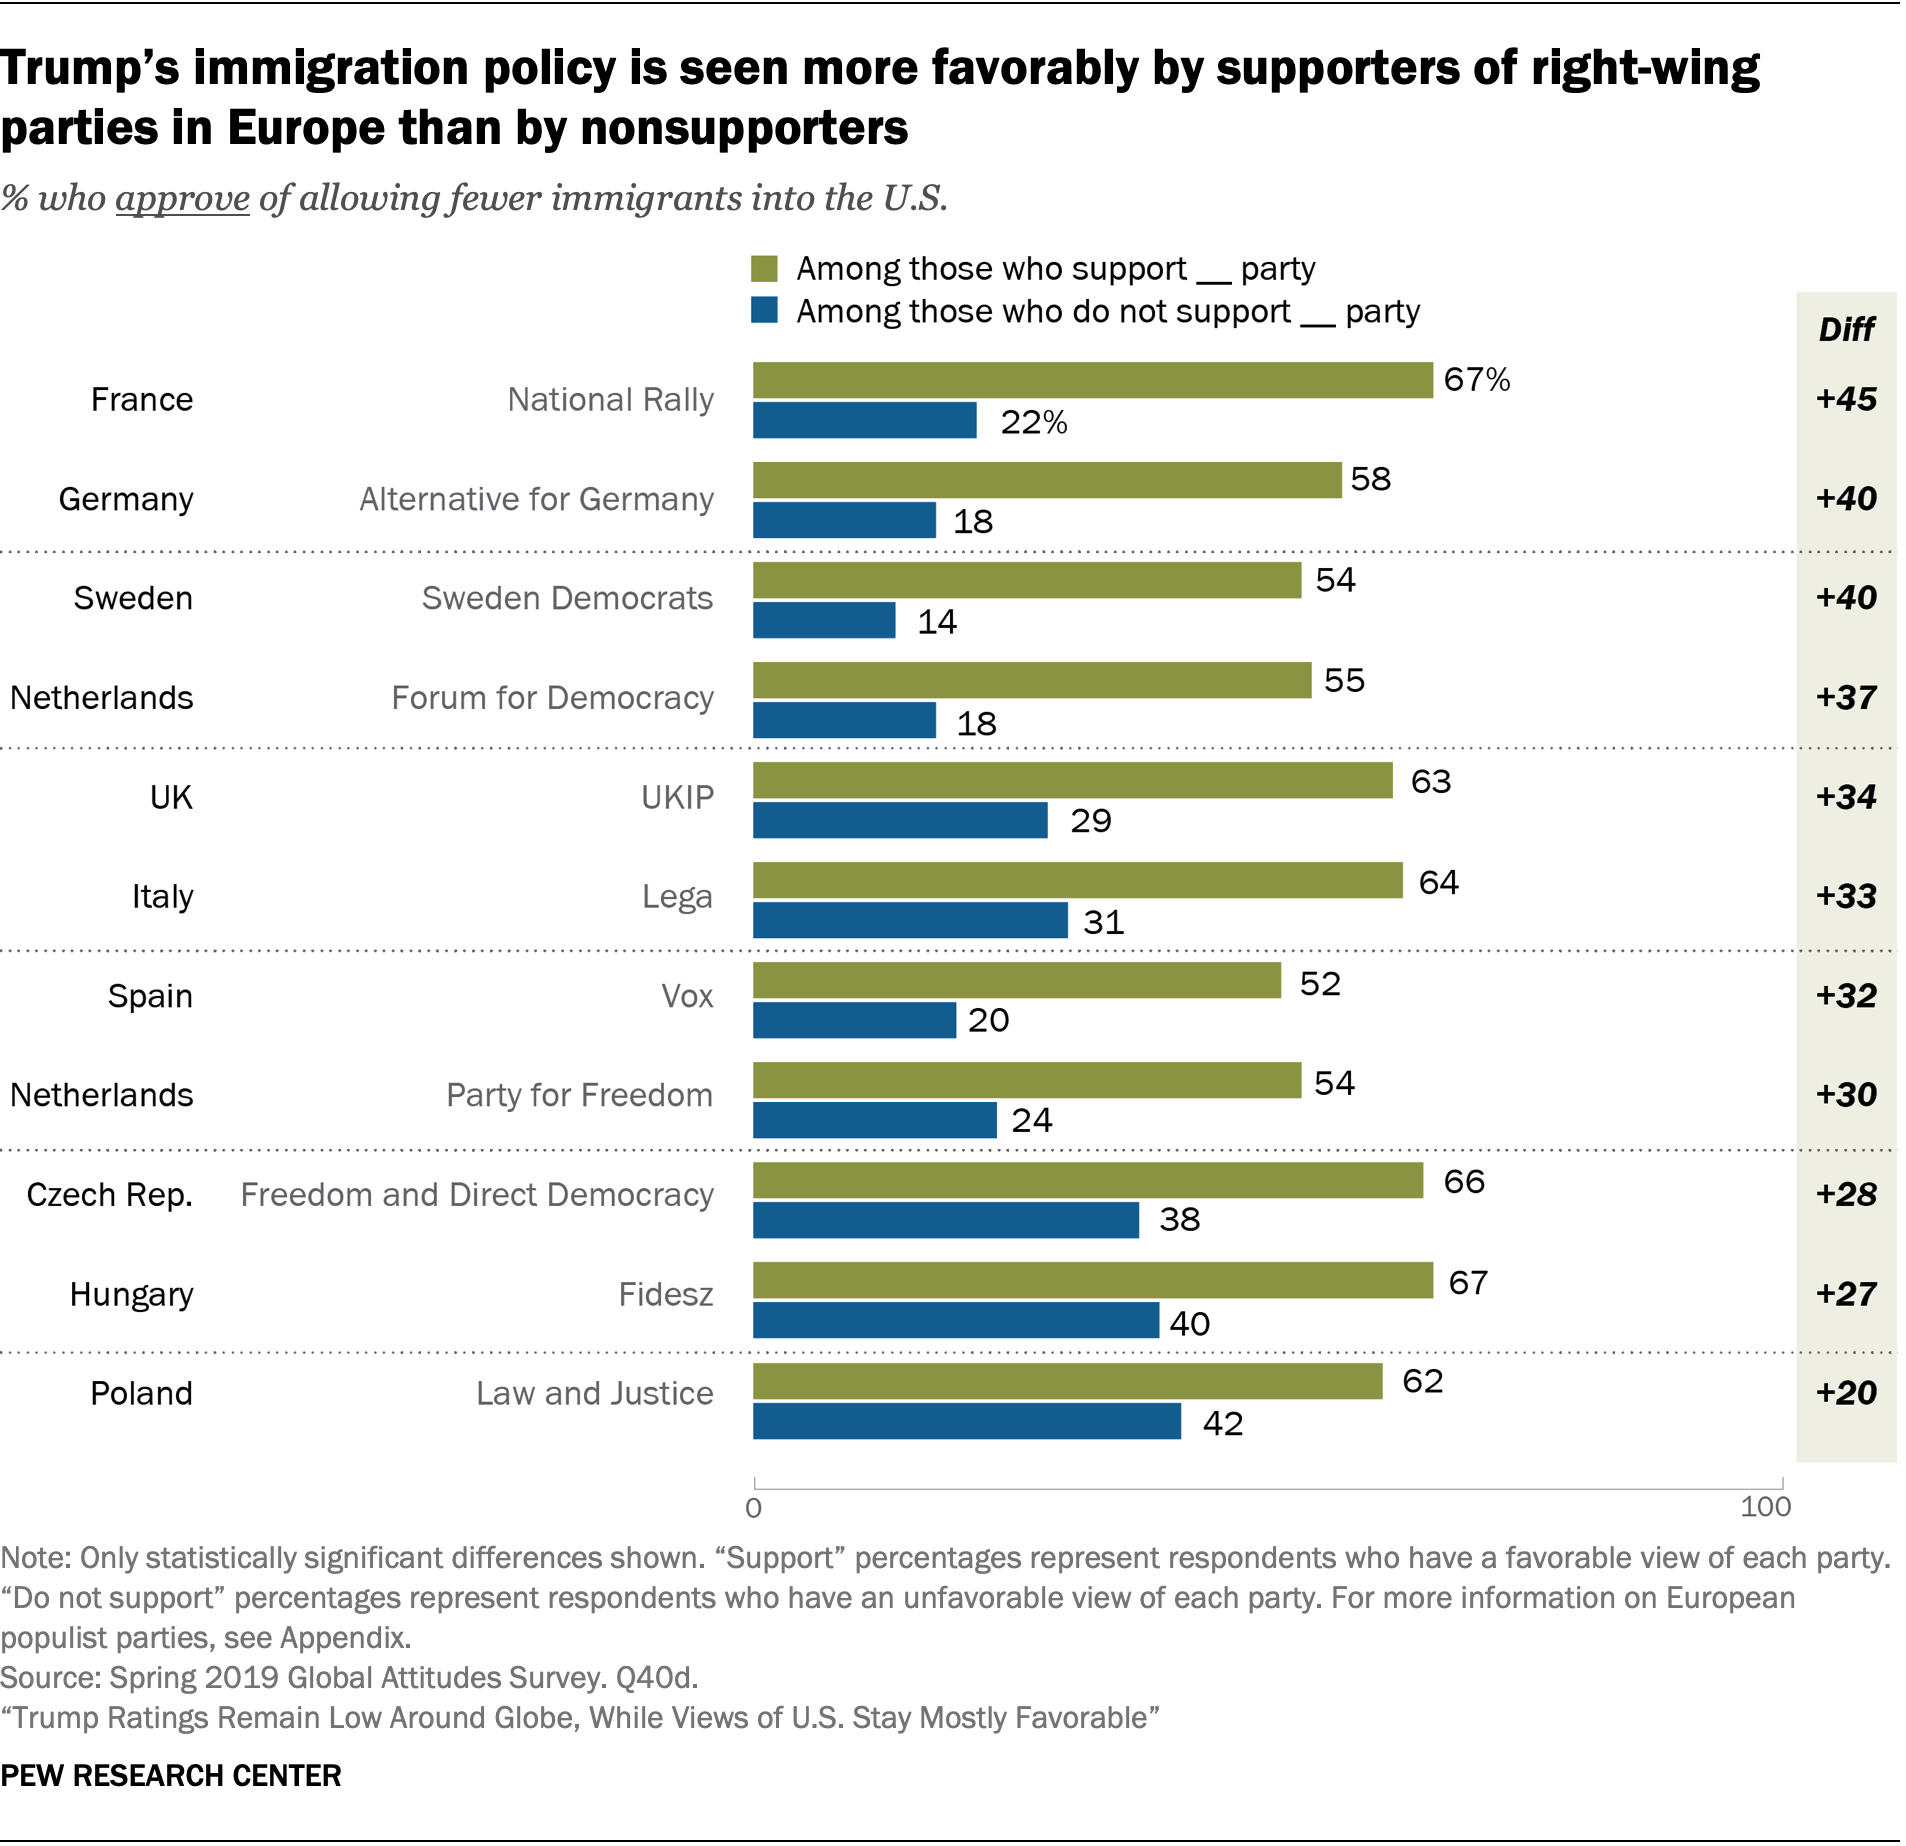 Trump’s immigration policy is seen more favorably by supporters of right-wing
parties in Europe than by nonsupporters
% who approve of allowing fewer immigrants into the U.S.
Among those who support __ party
Among those who do not support __ party
Diff
France National Rally 67% 22% +45
Germany Alternative for Germany 58 18 +40
Sweden Sweden Democrats 54 14 +40
Netherlands Forum for Democracy 55 18 +37
UK UKIP 63 29 +34
Italy Lega 64 31 +33
Spain Vox 52 20 +32
Netherlands Party for Freedom 54 24 +30
Czech Rep. Freedom and Direct Democracy 66 38 +28
Hungary Fidesz 67 40 +27
Poland Law and Justice 62 42 +20
0 100
Note: Only statistically significant differences shown. “Support” percentages represent respondents who have a favorable view of each party.
“Do not support” percentages represent respondents who have an unfavorable view of each party. For more information on European
populist parties, see Appendix.
Source: Spring 2019 Global Attitudes Survey. Q40d.
“Trump Ratings Remain Low Around Globe, While Views of U.S. Stay Mostly Favorable”
PEW RESEARCH CENTER